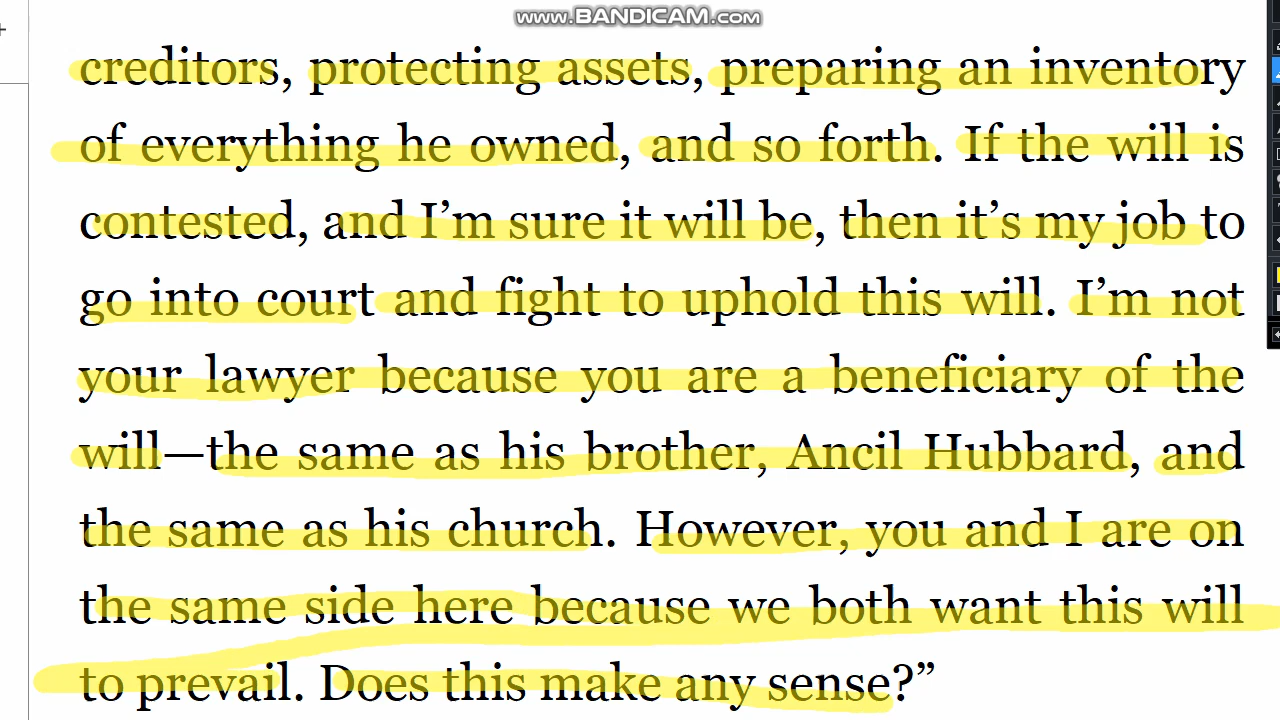 www.BANDICAM.com
creditors, protecting assets, preparing an inventory
of everything he owned, and so forth. If the will is
contested, and I’m sure it will be, then it’s my job to
go into court and fight to uphold this will. I’m not
your lawyer because you are a beneficiary of the
will—the same as his brother, Ancil Hubbard, and
the same as his church. However, you and I are on
the same side here because we both want this will
to prevail. Does this make any sense?”